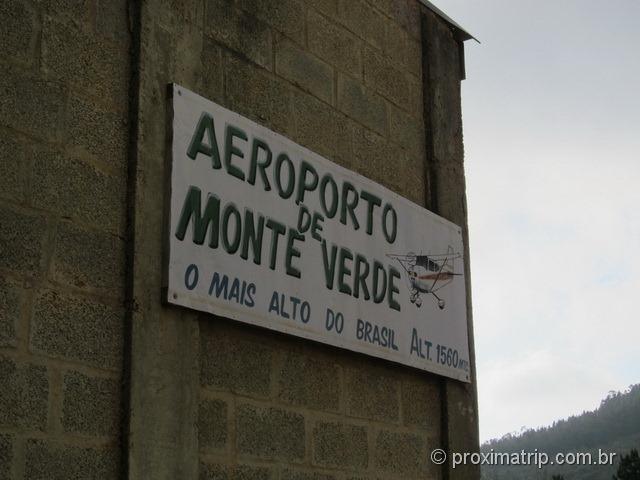 AEROPORTO
DE
MONTE VERDE
O MAIS ALTO DO BRASIL ALT. 1560 MTS
© proximatrip.com.br